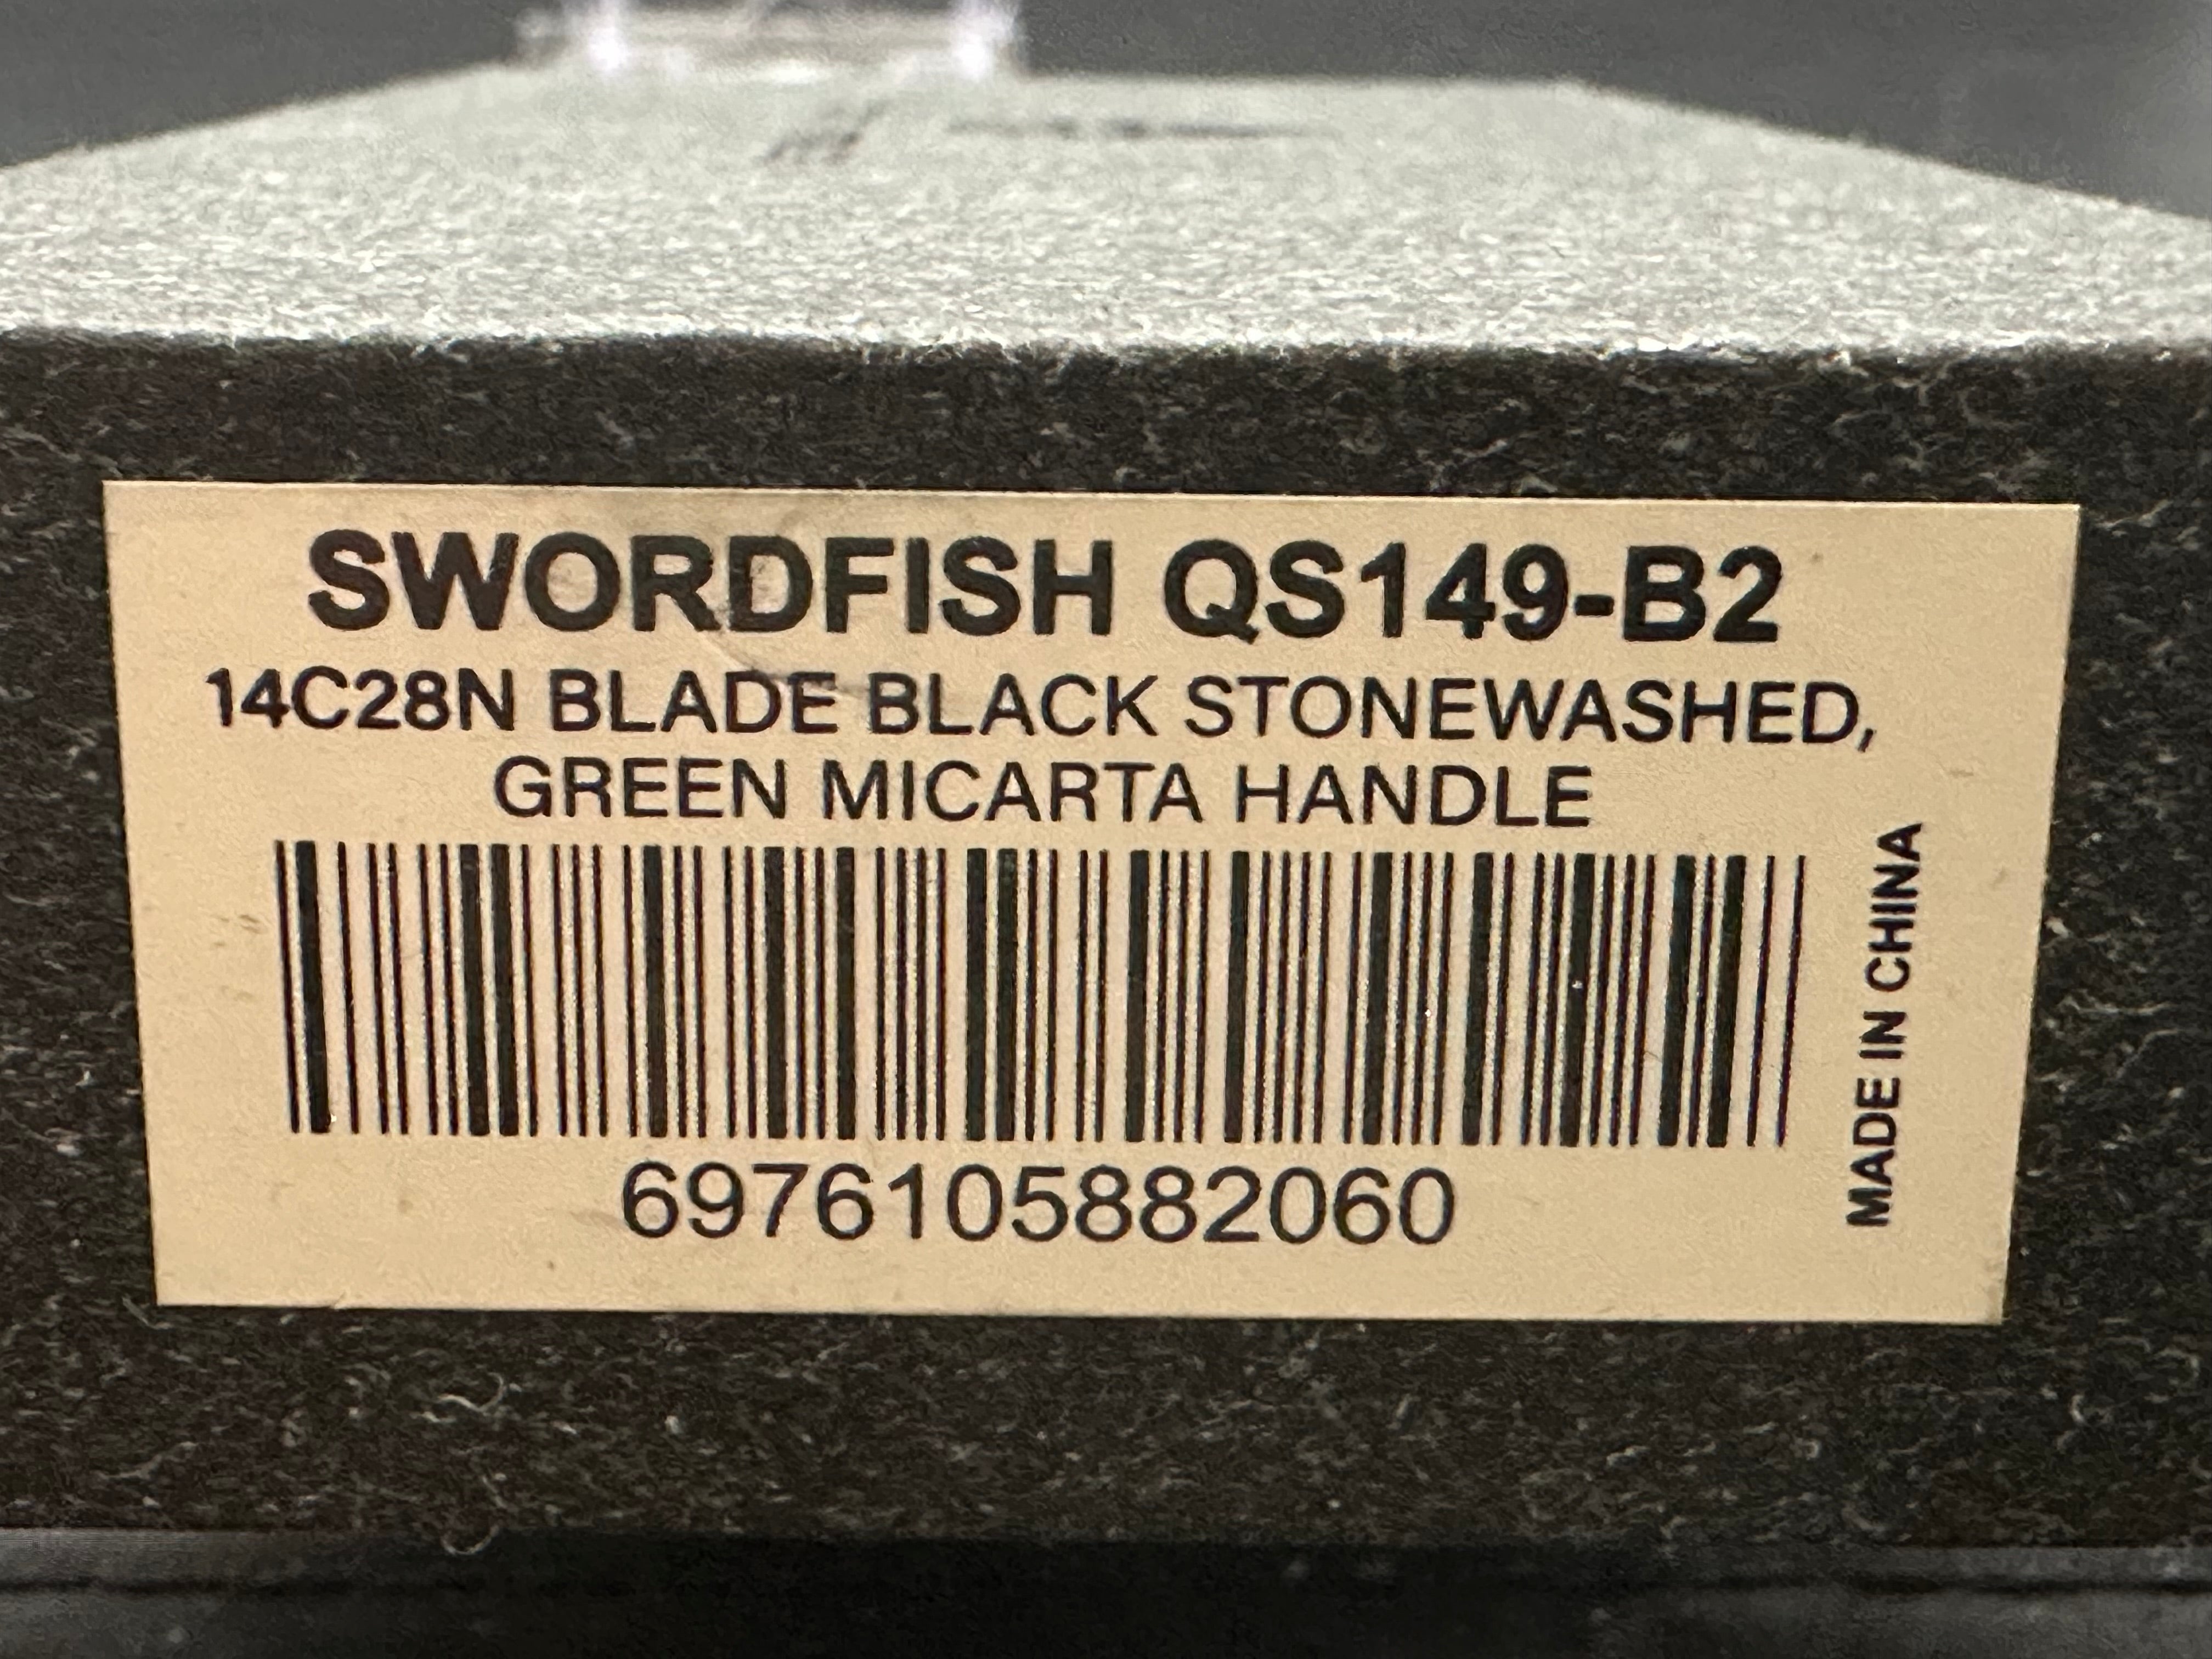 SWORDFISH QS149-B2
14C28N BLADE BLACK STONEWASHED,
GREEN MICARTA HANDLE
6976105882060
MADE IN CHINA